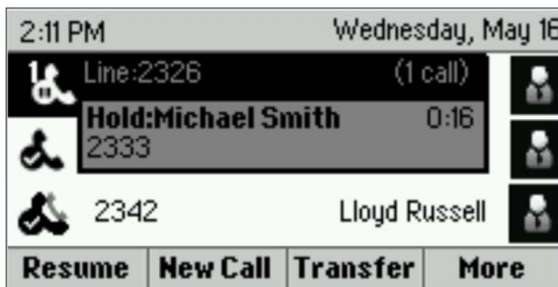 2:11 PM Wednesday, May 16
1 Line:2326 (1 call)
Hold:Michael Smith 0:16
2333
2342 Lloyd Russell
Resume New Call Transfer More